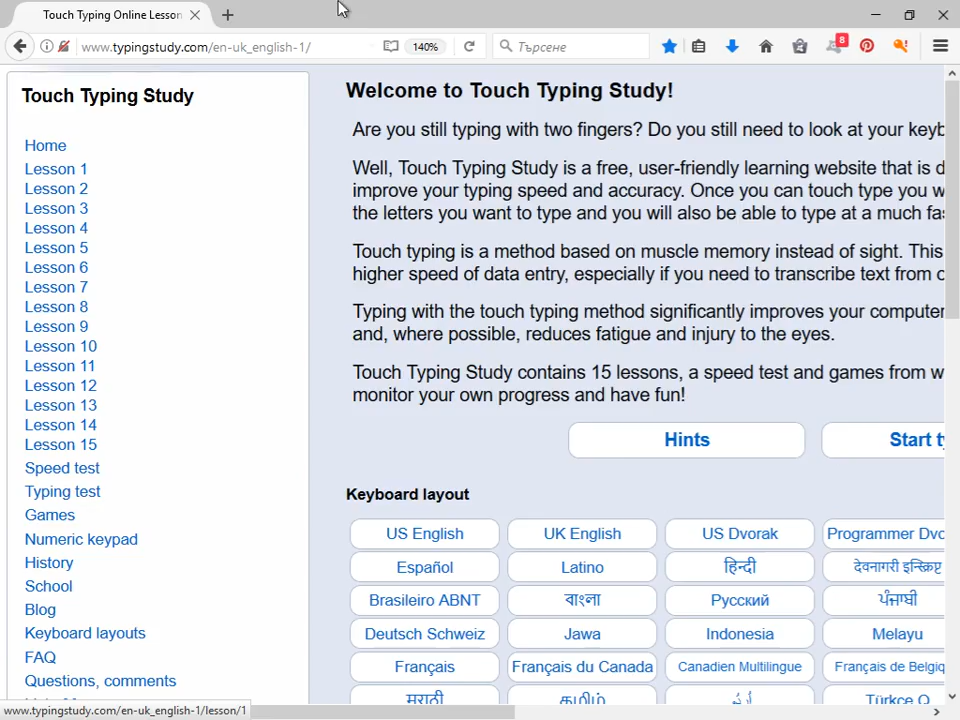 Touch Typing Online Lesson
www.typingstudy.com/en-uk_english-1/
140%
Търсене
8
Touch Typing Study
Home
Lesson 1
Lesson 2
Lesson 3
Lesson 4
Lesson 5
Lesson 6
Lesson 7
Lesson 8
Lesson 9
Lesson 10
Lesson 11
Lesson 12
Lesson 13
Lesson 14
Lesson 15
Speed test
Typing test
Games
Numeric keypad
History
School
Blog
Keyboard layouts
FAQ
Questions, comments
www.typingstudy.com/en-uk_english-1/lesson/1
Welcome to Touch Typing Study!
Are you still typing with two fingers? Do you still need to look at your keyb
Well, Touch Typing Study is a free, user-friendly learning website that is d
improve your typing speed and accuracy. Once you can touch type you w
the letters you want to type and you will also be able to type at a much fas
Touch typing is a method based on muscle memory instead of sight. This
higher speed of data entry, especially if you need to transcribe text from o
Typing with the touch typing method significantly improves your computer
and, where possible, reduces fatigue and injury to the eyes.
Touch Typing Study contains 15 lessons, a speed test and games from w
monitor your own progress and have fun!
Hints
Start ty
Keyboard layout
US English
UK English
US Dvorak
Programmer Dvo
Español
Latino
हिन्दी
देवनागरी इन्स्क्रिप्ट
Brasileiro ABNT
বাংলা
Русский
ਪੰਜਾਬੀ
Deutsch Schweiz
Jawa
Indonesia
Melayu
Français
Français du Canada
Canadien Multilingue
Français de Belgiq
मराठी
தமிழ்
اُردُو
Türkçe Q